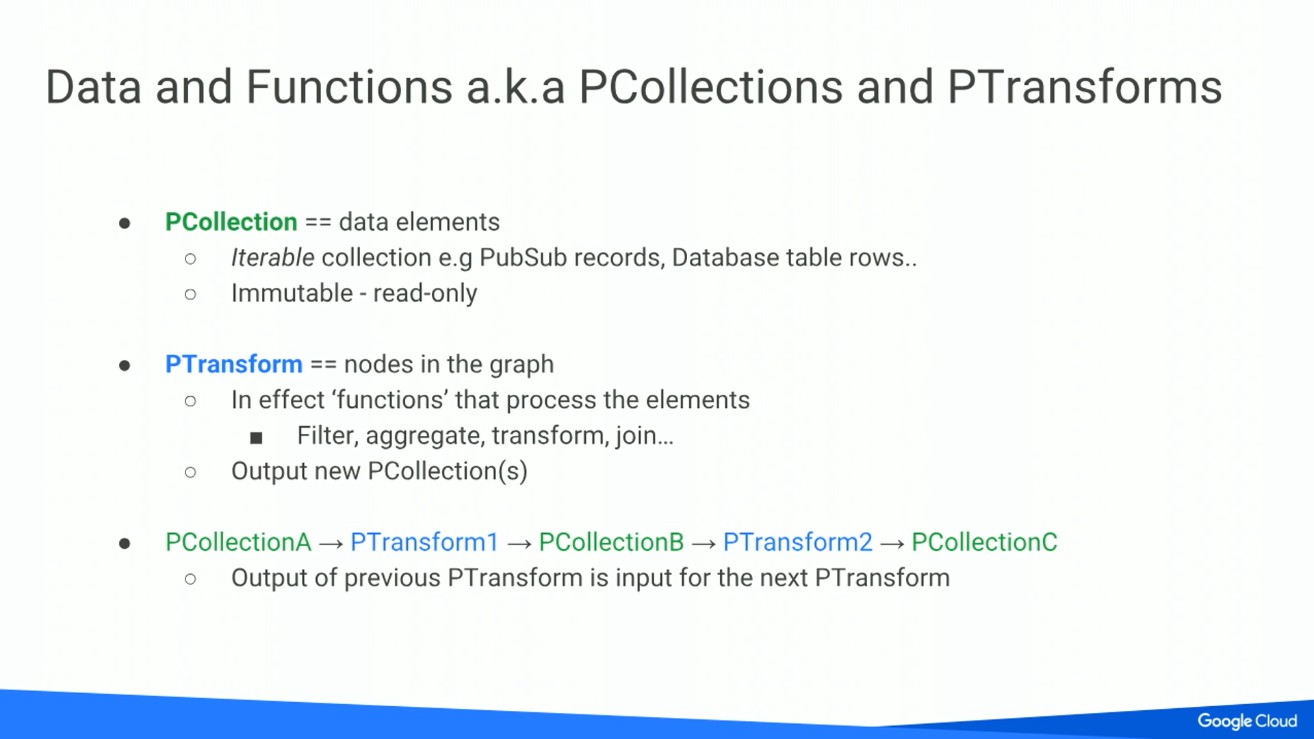 Data and Functions a.k.a PCollections and PTransforms
● PCollection == data elements
○ Iterable collection e.g PubSub records, Database table rows..
○ Immutable - read-only
● PTransform == nodes in the graph
○ In effect ‘functions’ that process the elements
■ Filter, aggregate, transform, join…
○ Output new PCollection(s)
● PCollectionA → PTransform1 → PCollectionB → PTransform2 → PCollectionC
○ Output of previous PTransform is input for the next PTransform
Google Cloud